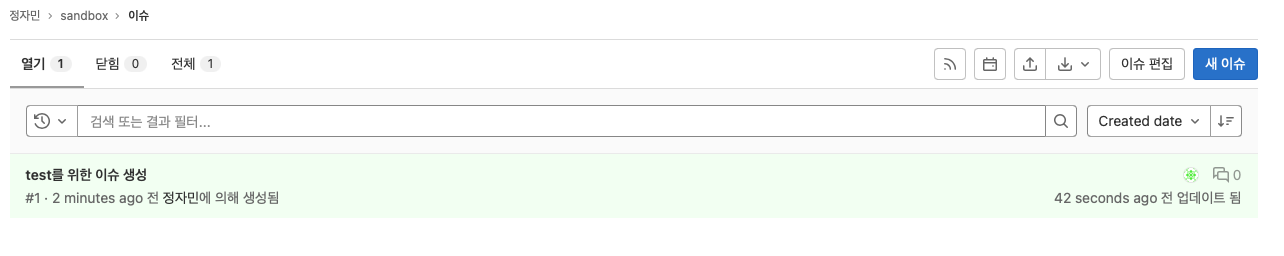 정자민 › sandbox › 이슈
열기 1 닫힘 0 전체 1 이슈 편집 새 이슈
검색 또는 결과 필터... Created date
test를 위한 이슈 생성 0
#1 · 2 minutes ago 전 정자민에 의해 생성됨 42 seconds ago 전 업데이트 됨